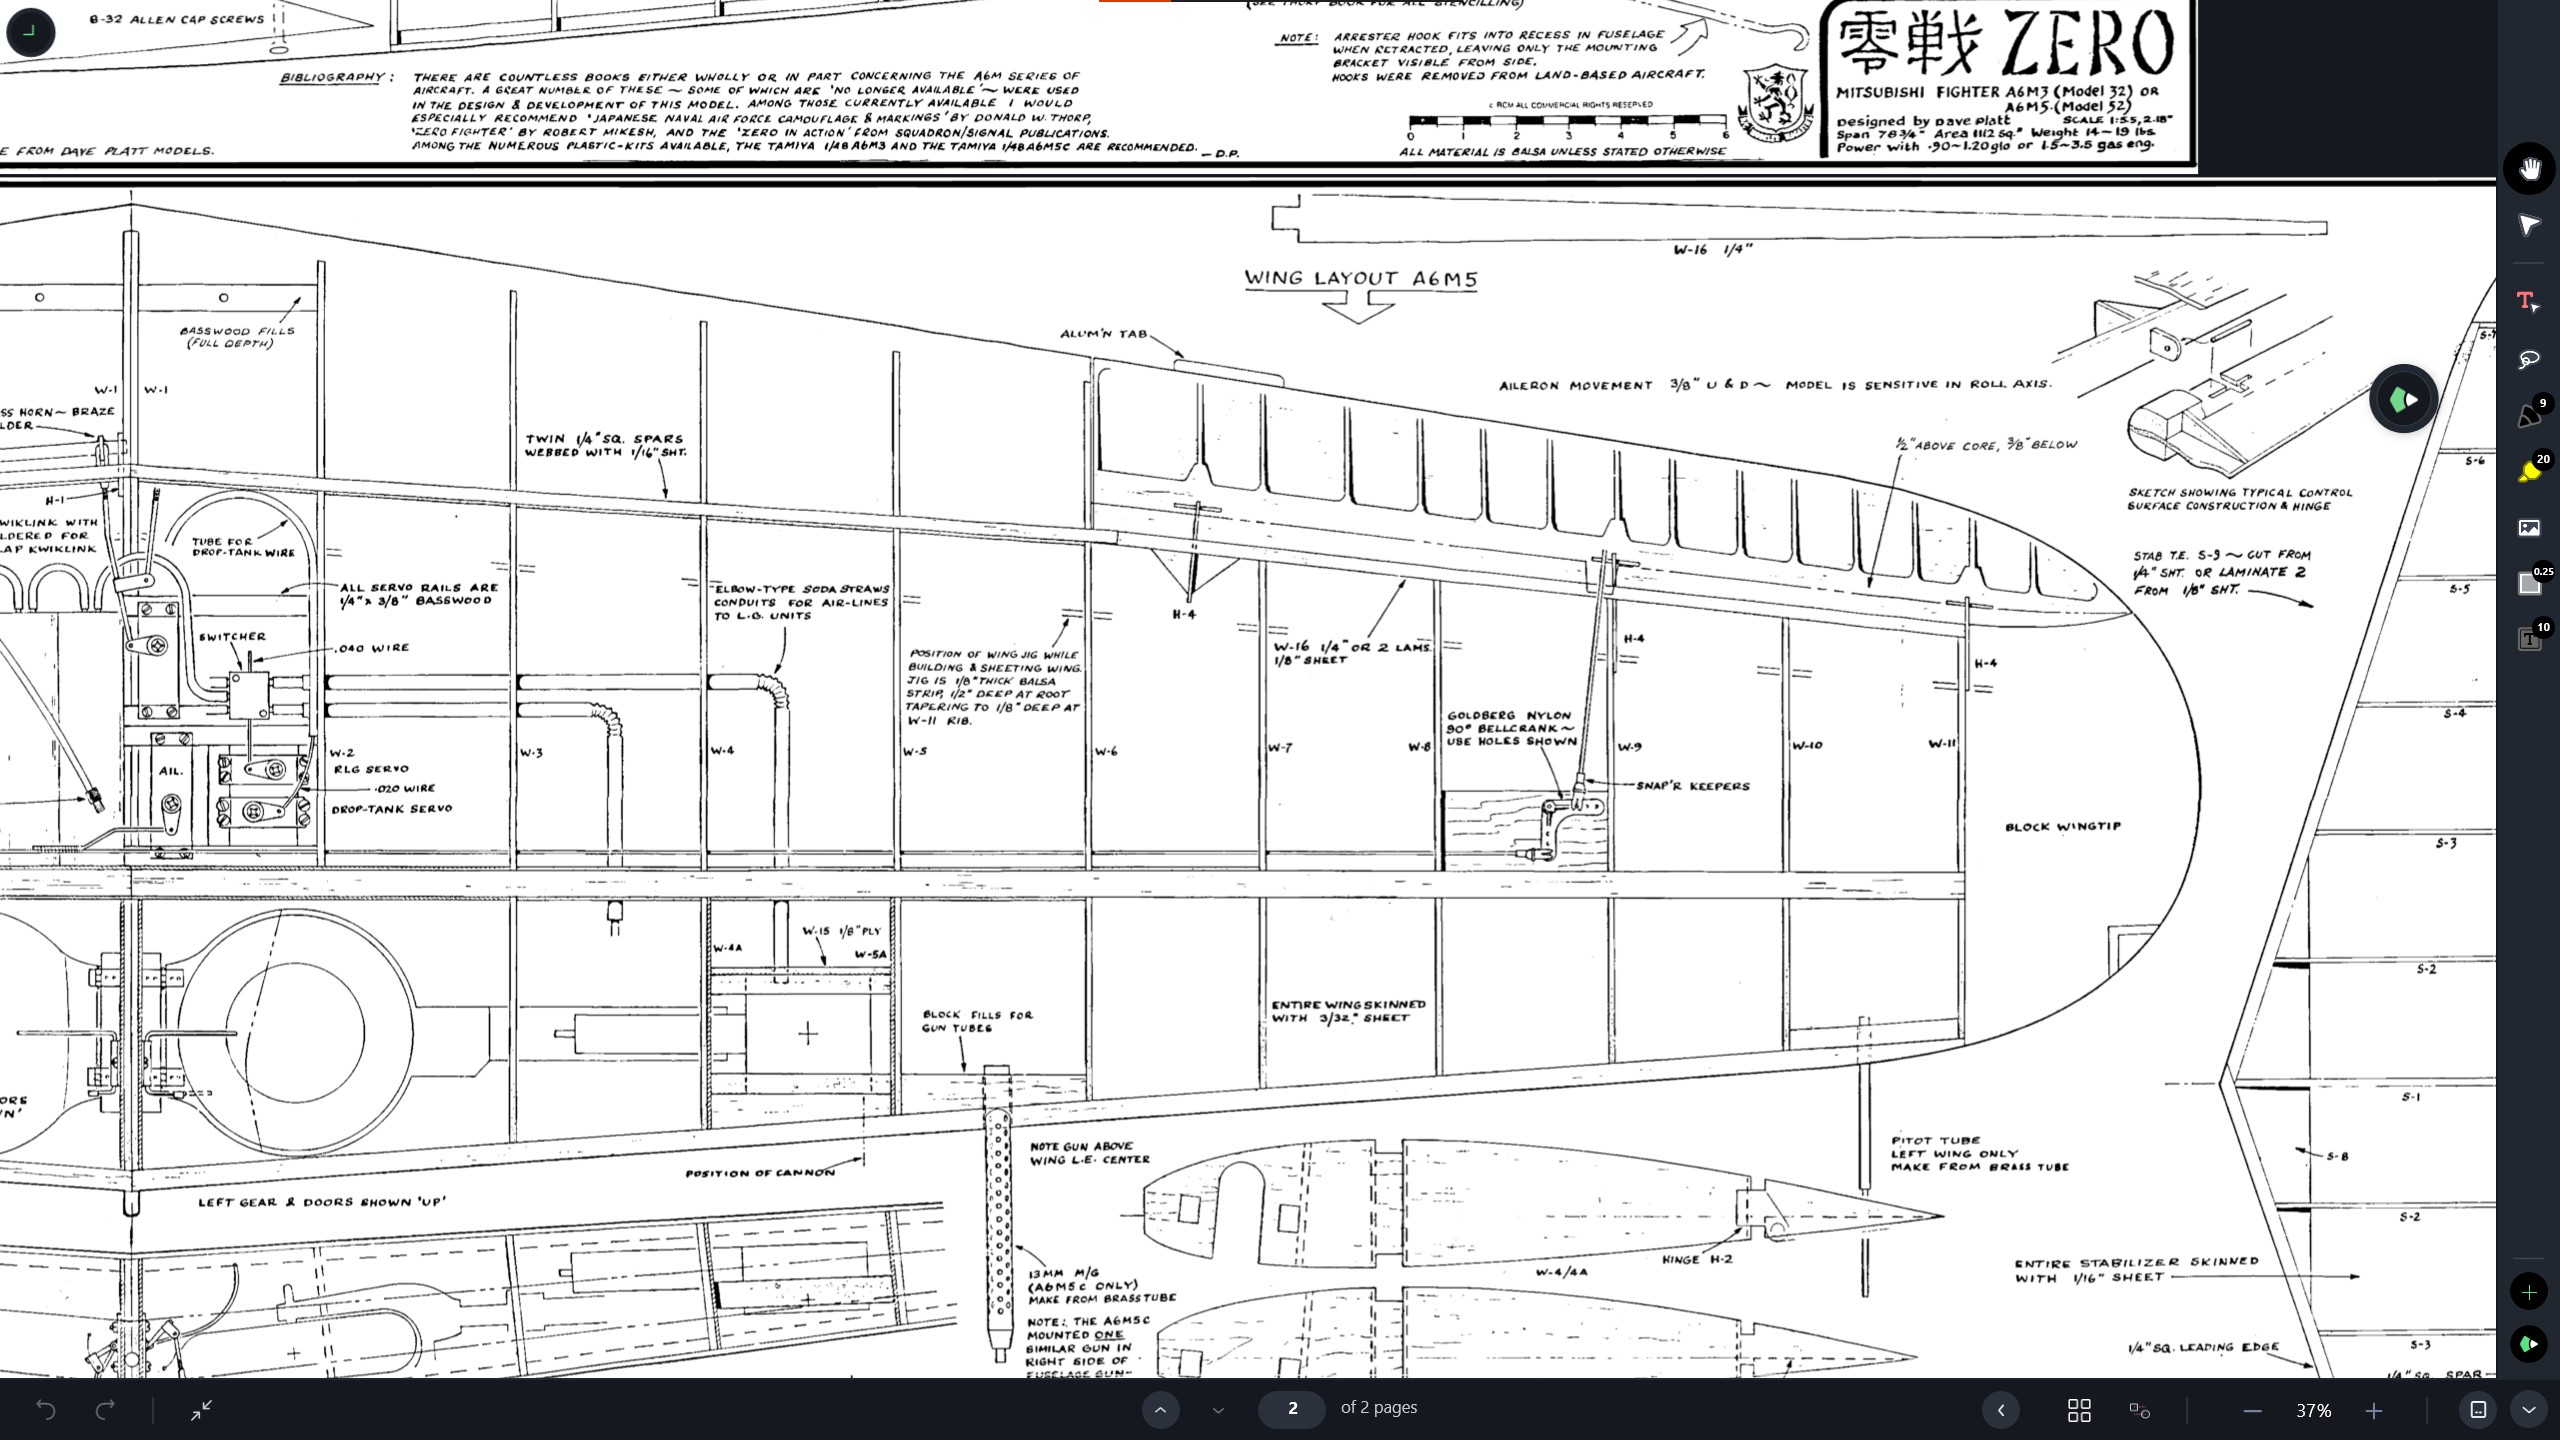 8-32 ALLEN CAP SCREWS
BIBLIOGRAPHY: THERE ARE COUNTLESS BOOKS EITHER WHOLLY OR IN PART CONCERNING THE A6M SERIES OF
AIRCRAFT. A GREAT NUMBER OF THESE ~ SOME OF WHICH ARE 'NO LONGER AVAILABLE' ~ WERE USED
IN THE DESIGN & DEVELOPMENT OF THIS MODEL. AMONG THOSE CURRENTLY AVAILABLE I WOULD
ESPECIALLY RECOMMEND 'JAPANESE NAVAL AIR FORCE CAMOUFLAGE & MARKINGS' BY DONALD W. THORP,
'ZERO FIGHTER' BY ROBERT MIKESH, AND THE 'ZERO IN ACTION' FROM SQUADRON/SIGNAL PUBLICATIONS.
AMONG THE NUMEROUS PLASTIC-KITS AVAILABLE, THE TAMIYA 1/48 A6M3 AND THE TAMIYA 1/48 A6M5C ARE RECOMMENDED.
— D.P.
E FROM DAVE PLATT MODELS.
(SEE THORP BOOK FOR ALL STENCILLING)
NOTE: ARRESTER HOOK FITS INTO RECESS IN FUSELAGE
WHEN RETRACTED, LEAVING ONLY THE MOUNTING
BRACKET VISIBLE FROM SIDE.
HOOKS WERE REMOVED FROM LAND-BASED AIRCRAFT.
© RCM ALL COMMERCIAL RIGHTS RESERVED
0 1 2 3 4 5 6
ALL MATERIAL IS BALSA UNLESS STATED OTHERWISE
零戦 ZERO
MITSUBISHI FIGHTER A6M3 (Model 32) OR
A6M5.(Model 52)
Designed by Dave Platt SCALE 1:5.5, 2.18"
Span 78 3/4" Area 1112 sq." Weight 14~19 lbs.
Power with .90~1.20 glo or 1.5~3.5 gas eng.
W-16 1/4"
WING LAYOUT A6M5
BASSWOOD FILLS
(FULL DEPTH)
ALUM'N TAB
AILERON MOVEMENT 3/8" U & D ~ MODEL IS SENSITIVE IN ROLL AXIS.
S-7
W-1
W-1
SS HORN ~ BRAZE
LDER
TWIN 1/4" SQ. SPARS
WEBBED WITH 1/16" SHT.
1/2" ABOVE CORE, 3/8" BELOW
S-6
SKETCH SHOWING TYPICAL CONTROL
SURFACE CONSTRUCTION & HINGE
H-1
WIKLINK WITH
LDERED FOR
AP KWIKLINK
TUBE FOR
DROP-TANK WIRE
STAB T.E. S-9 ~ CUT FROM
1/4" SHT. OR LAMINATE 2
FROM 1/8" SHT.
S-5
ALL SERVO RAILS ARE
1/4" x 3/8" BASSWOOD
ELBOW-TYPE SODA STRAWS
CONDUITS FOR AIR-LINES
TO L.G. UNITS
H-4
SWITCHER
.040 WIRE
POSITION OF WING JIG WHILE
BUILDING & SHEETING WING.
JIG IS 1/8" THICK BALSA
STRIP, 1/2" DEEP AT ROOT
TAPERING TO 1/8" DEEP AT
W-11 RIB.
W-16 1/4" OR 2 LAMS.
1/8" SHEET
H-4
H-4
S-4
GOLDBERG NYLON
90° BELLCRANK ~
USE HOLES SHOWN
W-2
W-3
W-4
W-5
W-6
W-7
W-8
W-9
W-10
W-11
AIL.
RLG SERVO
.020 WIRE
DROP-TANK SERVO
SNAP'R KEEPERS
BLOCK WINGTIP
S-3
W-4A
W-15 1/8" PLY
W-5A
S-2
BLOCK FILLS FOR
GUN TUBES
ENTIRE WING SKINNED
WITH 3/32" SHEET
ORS
N'
S-1
NOTE GUN ABOVE
WING L.E. CENTER
POSITION OF CANNON
PITOT TUBE
LEFT WING ONLY
MAKE FROM BRASS TUBE
S-8
LEFT GEAR & DOORS SHOWN 'UP'
S-2
HINGE H-2
W-4/4A
13MM M/G
(A6M5C ONLY)
MAKE FROM BRASS TUBE
ENTIRE STABILIZER SKINNED
WITH 1/16" SHEET
NOTE: THE A6M5C
MOUNTED ONE
SIMILAR GUN IN
RIGHT SIDE OF
FUSELAGE GUN-
1/4" SQ. LEADING EDGE
S-3
1/4" SQ. SPAR
9
20
0.25
10
2 of 2 pages
37%